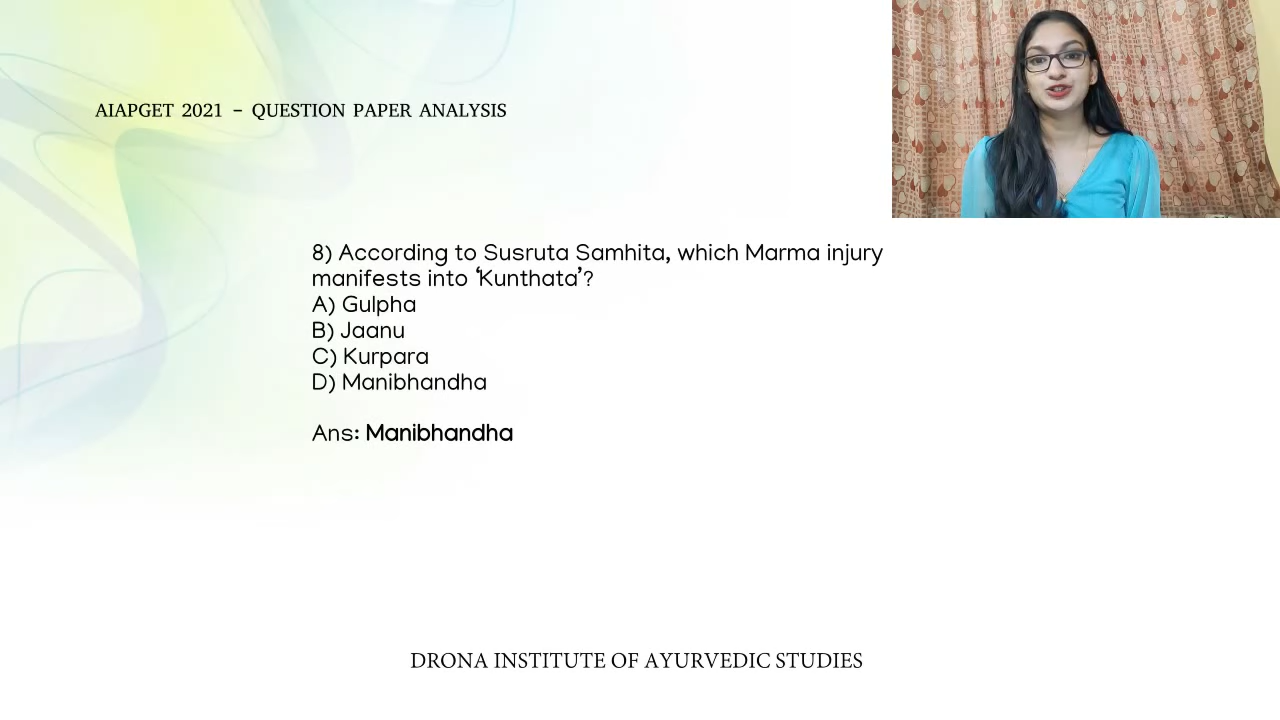 AIAPGET 2021 - QUESTION PAPER ANALYSIS
8) According to Susruta Samhita, which Marma injury
manifests into ‘Kunthata’?
A) Gulpha
B) Jaanu
C) Kurpara
D) Manibhandha
Ans: Manibhandha
DRONA INSTITUTE OF AYURVEDIC STUDIES